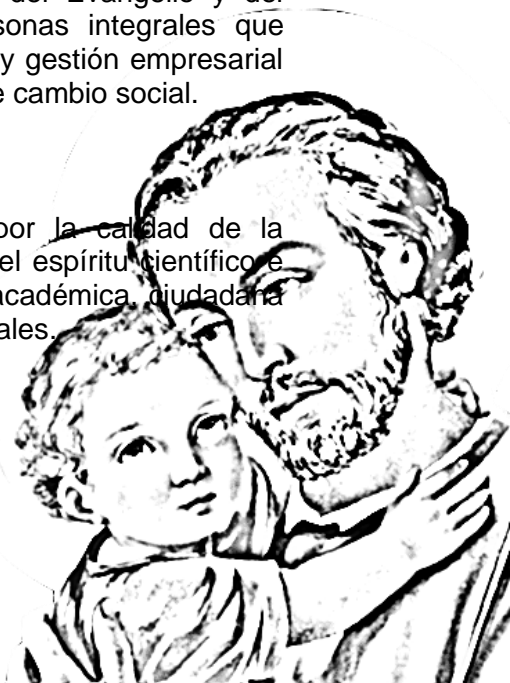 del Evangelio y del
sonas integrales que
y gestión empresarial
e cambio social.
por la calidad de la
el espíritu científico e
académica, ciudadana
ales.